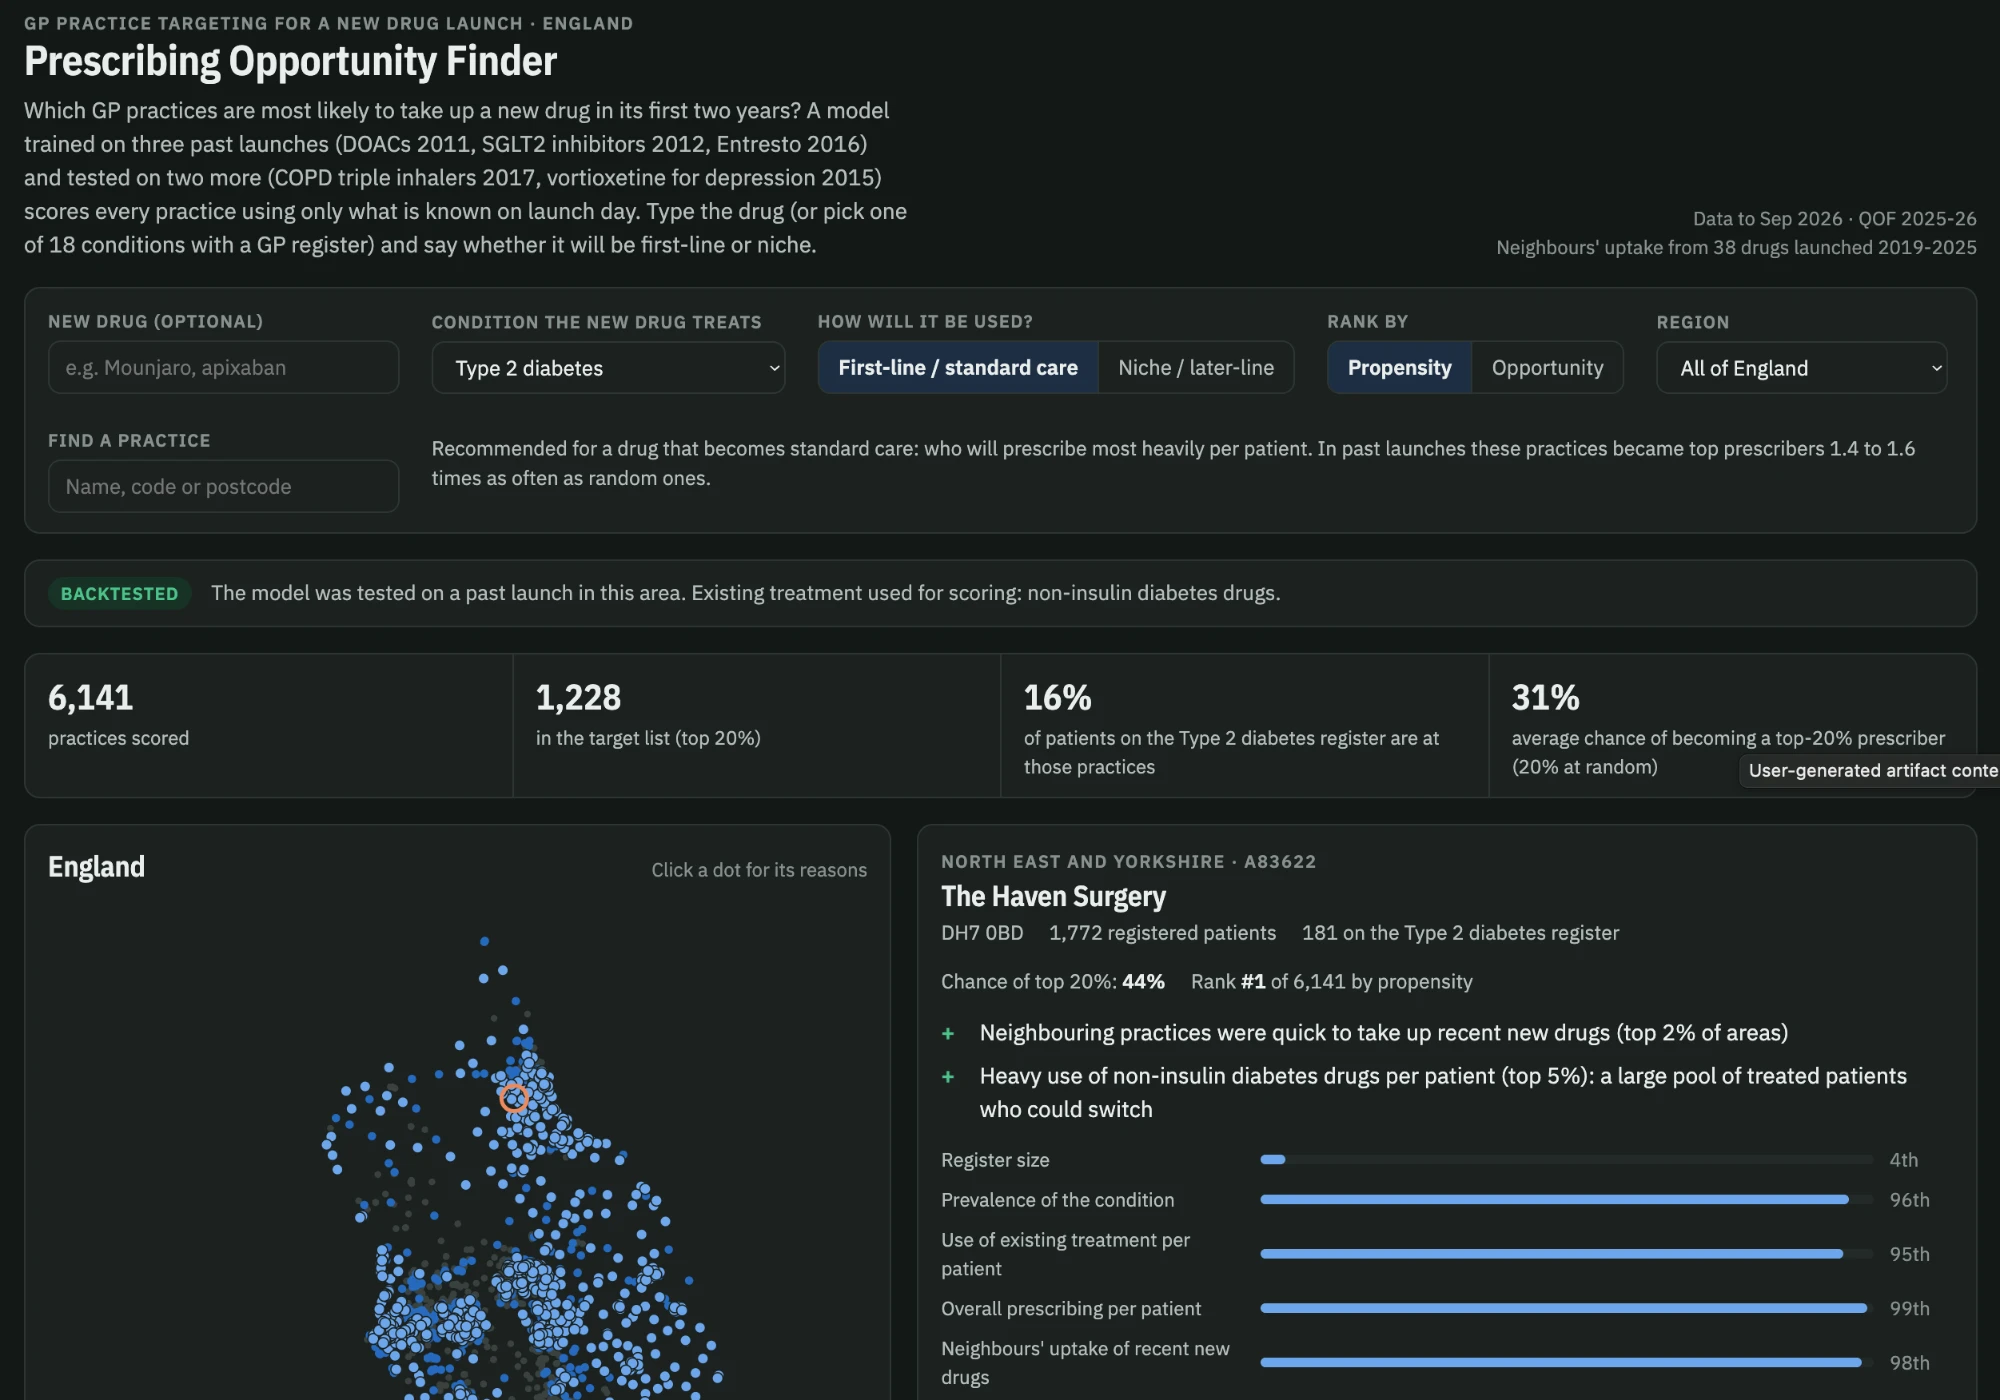 GP PRACTICE TARGETING FOR A NEW DRUG LAUNCH · ENGLAND
Prescribing Opportunity Finder
Which GP practices are most likely to take up a new drug in its first two years? A model
trained on three past launches (DOACs 2011, SGLT2 inhibitors 2012, Entresto 2016)
and tested on two more (COPD triple inhalers 2017, vortioxetine for depression 2015)
scores every practice using only what is known on launch day. Type the drug (or pick one
of 18 conditions with a GP register) and say whether it will be first-line or niche.
Data to Sep 2026 · QOF 2025-26
Neighbours' uptake from 38 drugs launched 2019-2025
NEW DRUG (OPTIONAL)
e.g. Mounjaro, apixaban
CONDITION THE NEW DRUG TREATS
Type 2 diabetes
HOW WILL IT BE USED?
First-line / standard care
Niche / later-line
RANK BY
Propensity
Opportunity
REGION
All of England
FIND A PRACTICE
Name, code or postcode
Recommended for a drug that becomes standard care: who will prescribe most heavily per patient. In past launches these practices became top prescribers 1.4 to 1.6
times as often as random ones.
BACKTESTED
The model was tested on a past launch in this area. Existing treatment used for scoring: non-insulin diabetes drugs.
6,141
practices scored
1,228
in the target list (top 20%)
16%
of patients on the Type 2 diabetes register are at
those practices
31%
average chance of becoming a top-20% prescriber
(20% at random)
User-generated artifact conte
England
Click a dot for its reasons
NORTH EAST AND YORKSHIRE · A83622
The Haven Surgery
DH7 0BD 1,772 registered patients 181 on the Type 2 diabetes register
Chance of top 20%: 44% Rank #1 of 6,141 by propensity
+ Neighbouring practices were quick to take up recent new drugs (top 2% of areas)
+ Heavy use of non-insulin diabetes drugs per patient (top 5%): a large pool of treated patients
who could switch
Register size 4th
Prevalence of the condition 96th
Use of existing treatment per
patient 95th
Overall prescribing per patient 99th
Neighbours' uptake of recent new
drugs 98th